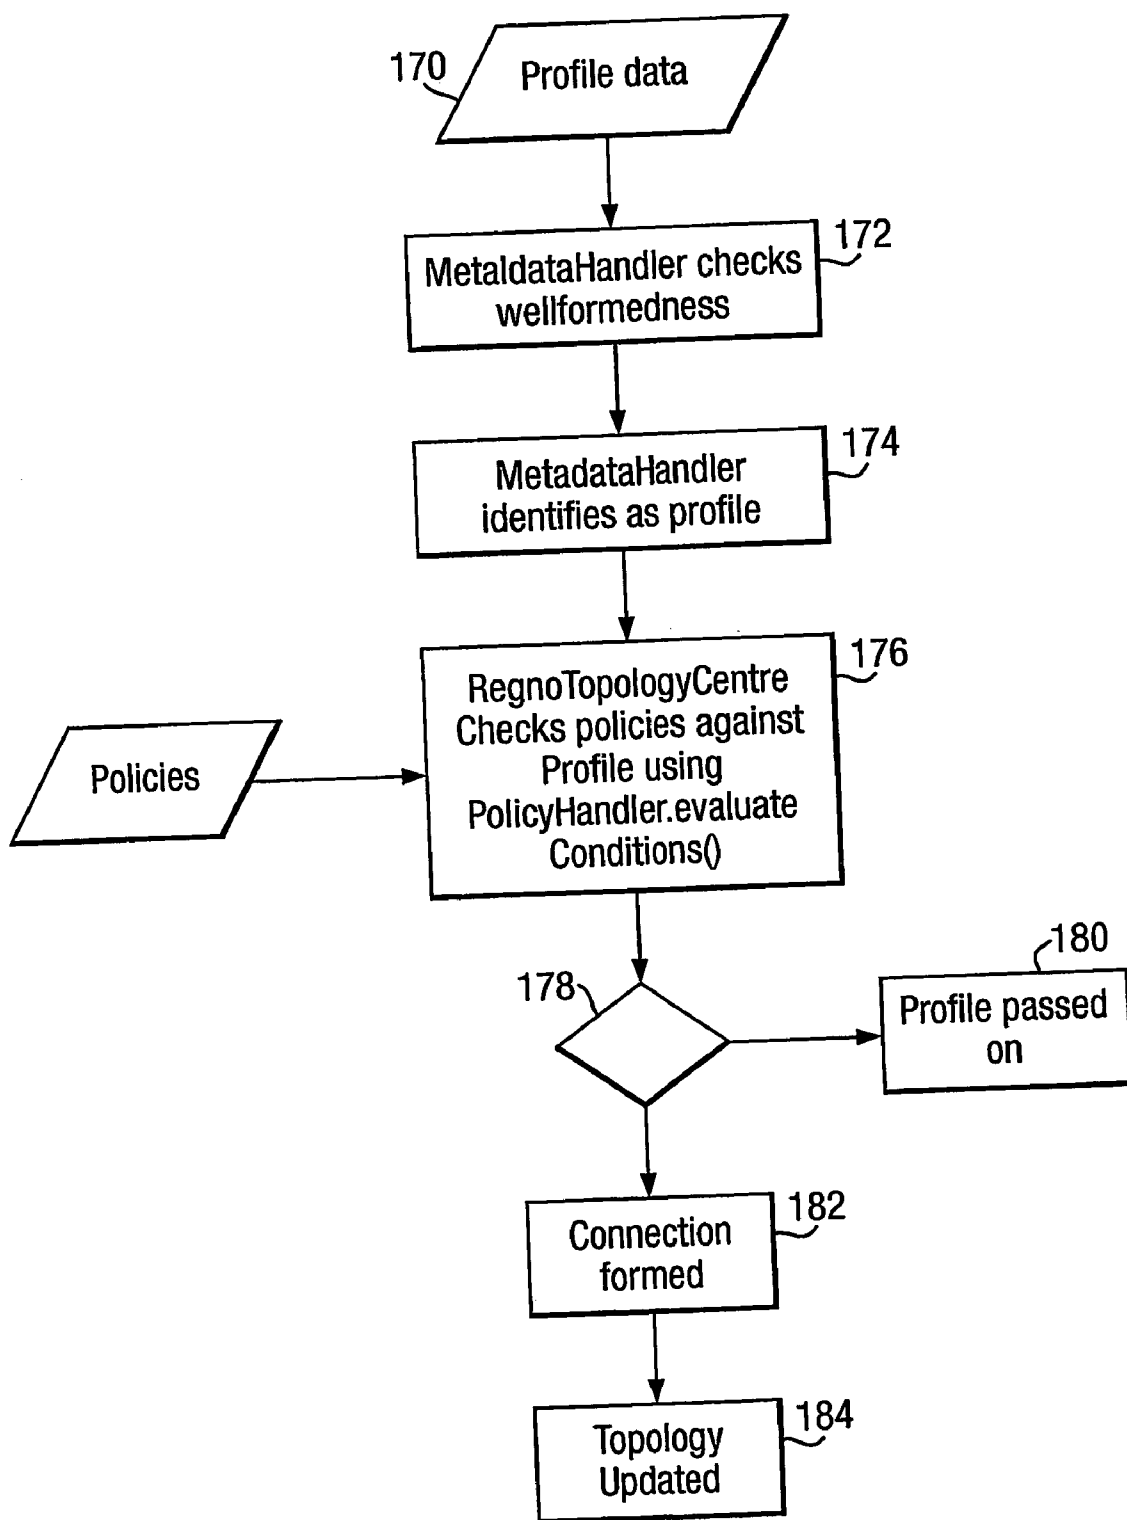 170
Profile data
172
MetaldataHandler checks
wellformedness
174
MetadataHandler
identifies as profile
176
RegnoTopologyCentre
Checks policies against
Profile using
PolicyHandler.evaluate
Conditions()
Policies
178
180
Profile passed
on
182
Connection
formed
184
Topology
Updated